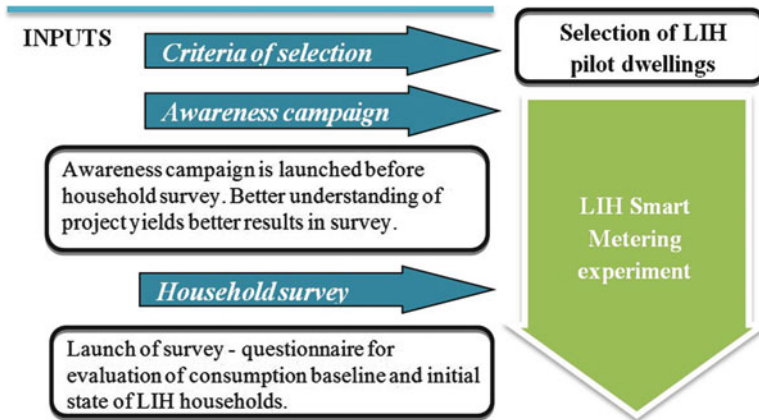 INPUTS
Criteria of selection
Selection of LIH
pilot dwellings
Awareness campaign
Awareness campaign is launched before
household survey. Better understanding of
project yields better results in survey.
LIH Smart
Metering
experiment
Household survey
Launch of survey - questionnaire for
evaluation of consumption baseline and initial
state of LIH households.